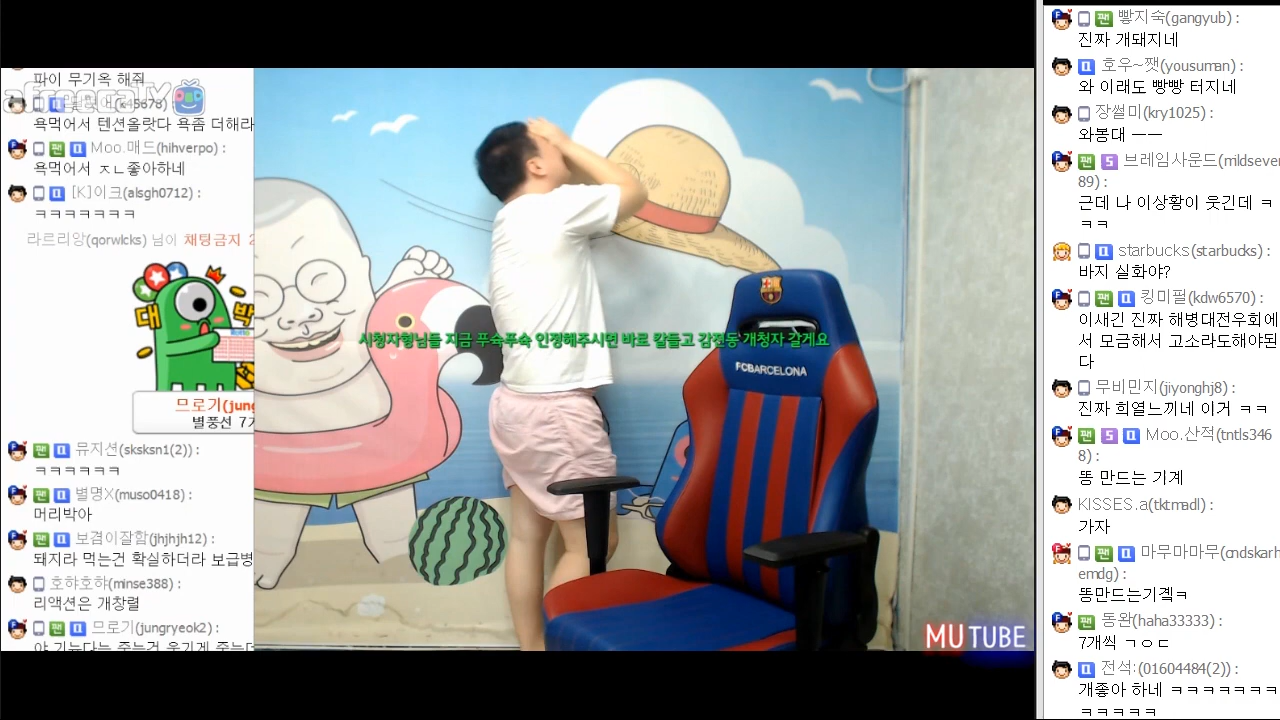 파이 무기옥 해줘
afreecaTV
욕먹어서 텐션올랏다 욕좀 더해라
Moo.매드(hihverpo) :
욕먹어서 ㅈㄴ좋아하네
[K]이크(alsgh0712) :
ㅋㅋㅋㅋㅋㅋㅋ
라르리앙(qorwlcks) 님이 채팅금지
대
박
므로기(jung
별풍선 7개
뮤지션(sksksn1(2)) :
ㅋㅋㅋㅋㅋㅋ
별명X(muso0418) :
머리박아
보겸이잘함(jhjhjh12) :
돼지라 먹는건 확실하더라 보급병
호햐호햐(minse388) :
리액션은 개창렬
므로기(jungryeok2) :
시청자형님들 지금 푸슉푸슉 인정해주시면 바로 칼들고 감전동 개청자 갈게요
FCBARCELONA
MUTUBE
빵지숙(gangyub) :
진짜 개돼지네
호우~쨋(yousuman) :
와 이래도 빵빵 터지네
장썰미(kry1025) :
와봉대 ㅡㅡ
브레임사운드(mldseve
89) :
근데 나 이상황이 웃긴데 ㅋ
ㅋㅋ
starbucks(starbucks) :
바지 실화야?
킹미필(kdw6570) :
이새긴 진짜 해병대전우회에
서 모금해서 고소라도해야된
다
무비민지(jiyonghj8) :
진짜 희열느끼네 이거 ㅋㅋ
Moo.산적(tntls346
8) :
똥 만드는 기계
KISSES.a(tktmadl) :
가자
마무마마무(cndskarh
emdg) :
똥만드는기곜ㅋ
동완(haha33333) :
7개씩 ㄱㅇㄷ
전석:(01604484(2)) :
개좋아 하네 ㅋㅋㅋㅋㅋㅋㅋ
ㅋㅋㅋㅋㅋ